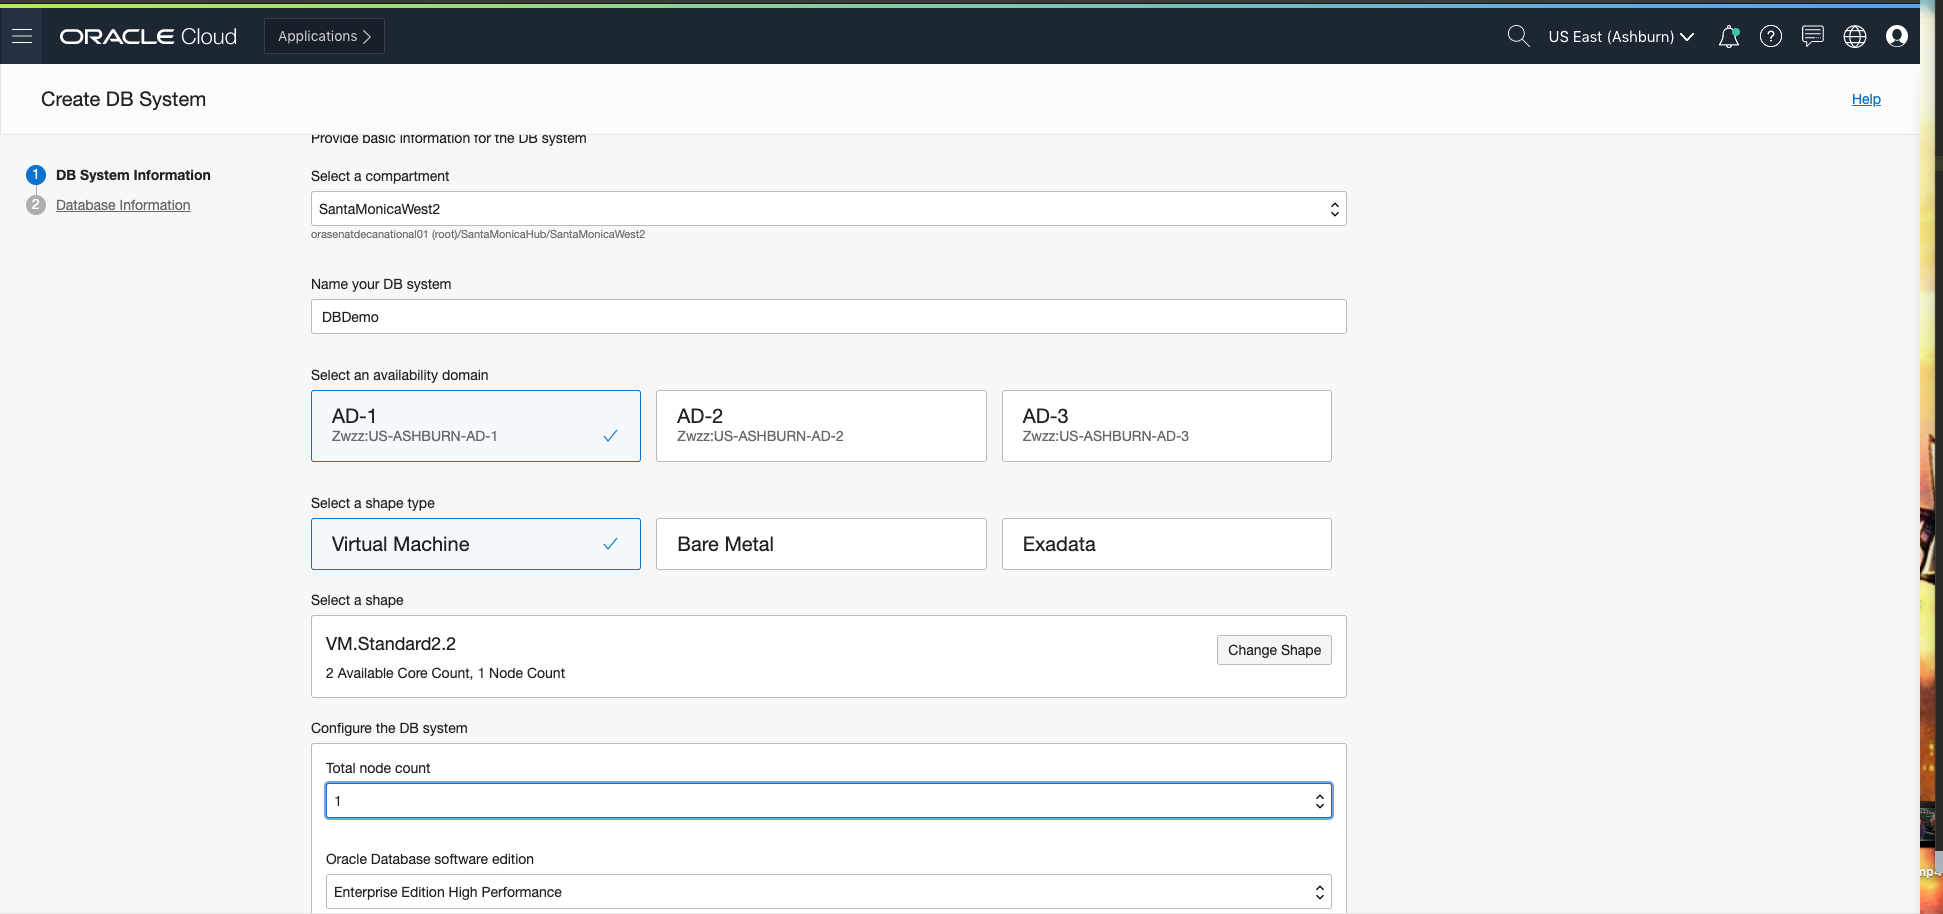 ORACLE Cloud
Applications
US East (Ashburn)
Create DB System
Help
Provide basic information for the DB system
1 DB System Information
2 Database Information
Select a compartment
SantaMonicaWest2
orasenatdecanational01 (root)/SantaMonicaHub/SantaMonicaWest2
Name your DB system
DBDemo
Select an availability domain
AD-1
Zwzz:US-ASHBURN-AD-1
AD-2
Zwzz:US-ASHBURN-AD-2
AD-3
Zwzz:US-ASHBURN-AD-3
Select a shape type
Virtual Machine
Bare Metal
Exadata
Select a shape
VM.Standard2.2
Change Shape
2 Available Core Count, 1 Node Count
Configure the DB system
Total node count
1
Oracle Database software edition
Enterprise Edition High Performance